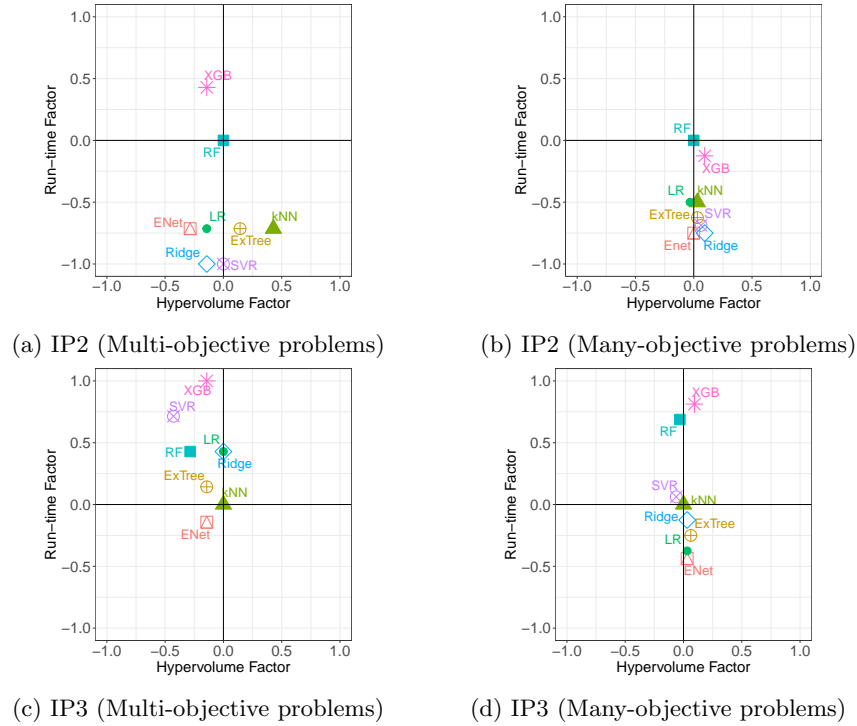 1.0
0.5
0.0
−0.5
−1.0
Run−time Factor
XGB
RF
ENet
LR
kNN
ExTree
Ridge
SVR
−1.0 −0.5 0.0 0.5 1.0
Hypervolume Factor
(a) IP2 (Multi-objective problems)
1.0
0.5
0.0
−0.5
−1.0
Run−time Factor
RF
XGB
LR
kNN
ExTree
SVR
Enet
Ridge
−1.0 −0.5 0.0 0.5 1.0
Hypervolume Factor
(b) IP2 (Many-objective problems)
1.0
0.5
0.0
−0.5
−1.0
Run−time Factor
XGB
SVR
RF
LR
Ridge
ExTree
kNN
ENet
−1.0 −0.5 0.0 0.5 1.0
Hypervolume Factor
(c) IP3 (Multi-objective problems)
1.0
0.5
0.0
−0.5
−1.0
Run−time Factor
XGB
RF
SVR
kNN
Ridge
ExTree
LR
ENet
−1.0 −0.5 0.0 0.5 1.0
Hypervolume Factor
(d) IP3 (Many-objective problems)